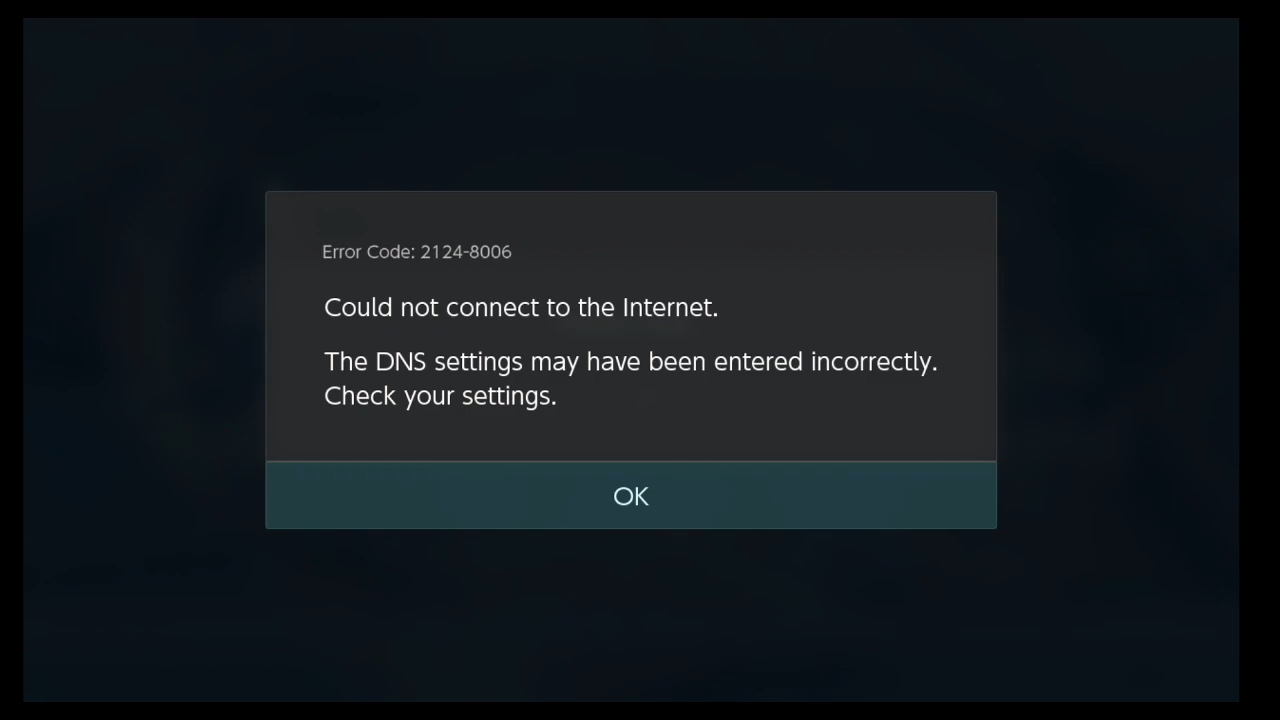 Error Code: 2124-8006
Could not connect to the Internet.
The DNS settings may have been entered incorrectly.
Check your settings.
OK